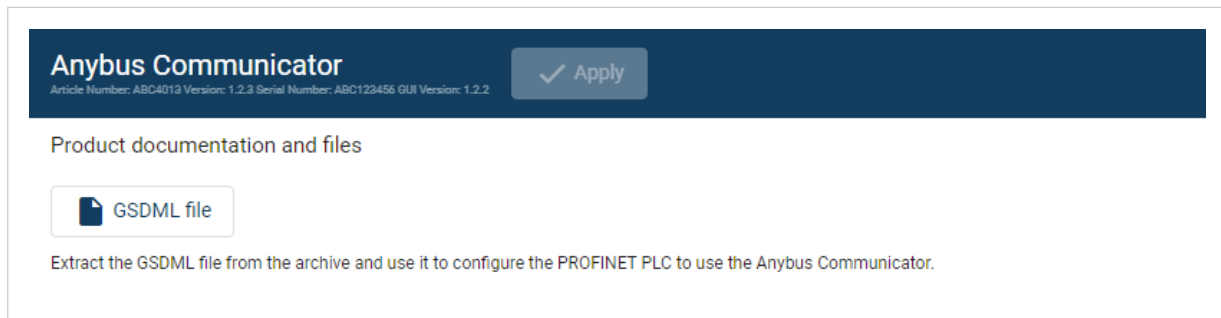 Anybus Communicator
Apply
Article Number: ABC4013 Version: 1.2.3 Serial Number: ABC123456 GUI Version: 1.2.2
Product documentation and files
GSDML file
Extract the GSDML file from the archive and use it to configure the PROFINET PLC to use the Anybus Communicator.